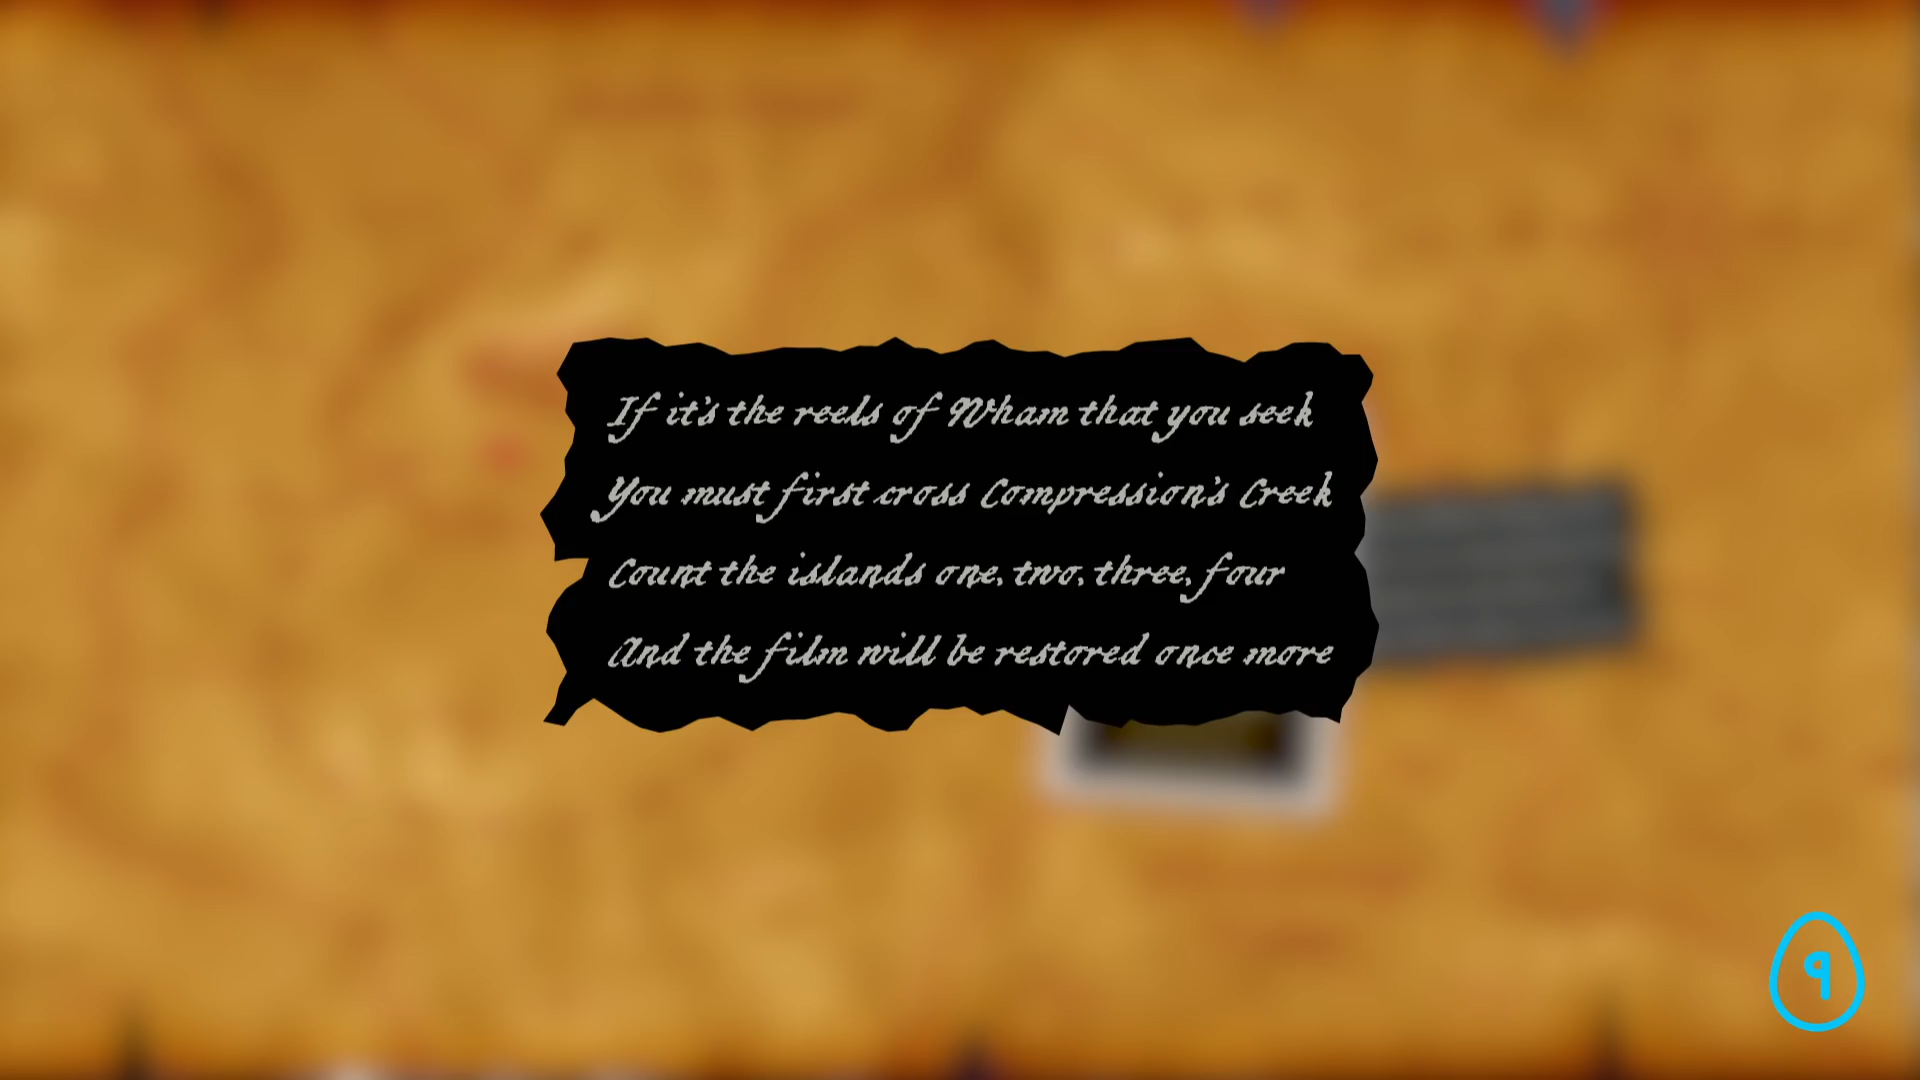 If it's the reels of Wham that you seek
You must first cross Compression's Creek
Count the islands one, two, three, four
And the film will be restored once more
9